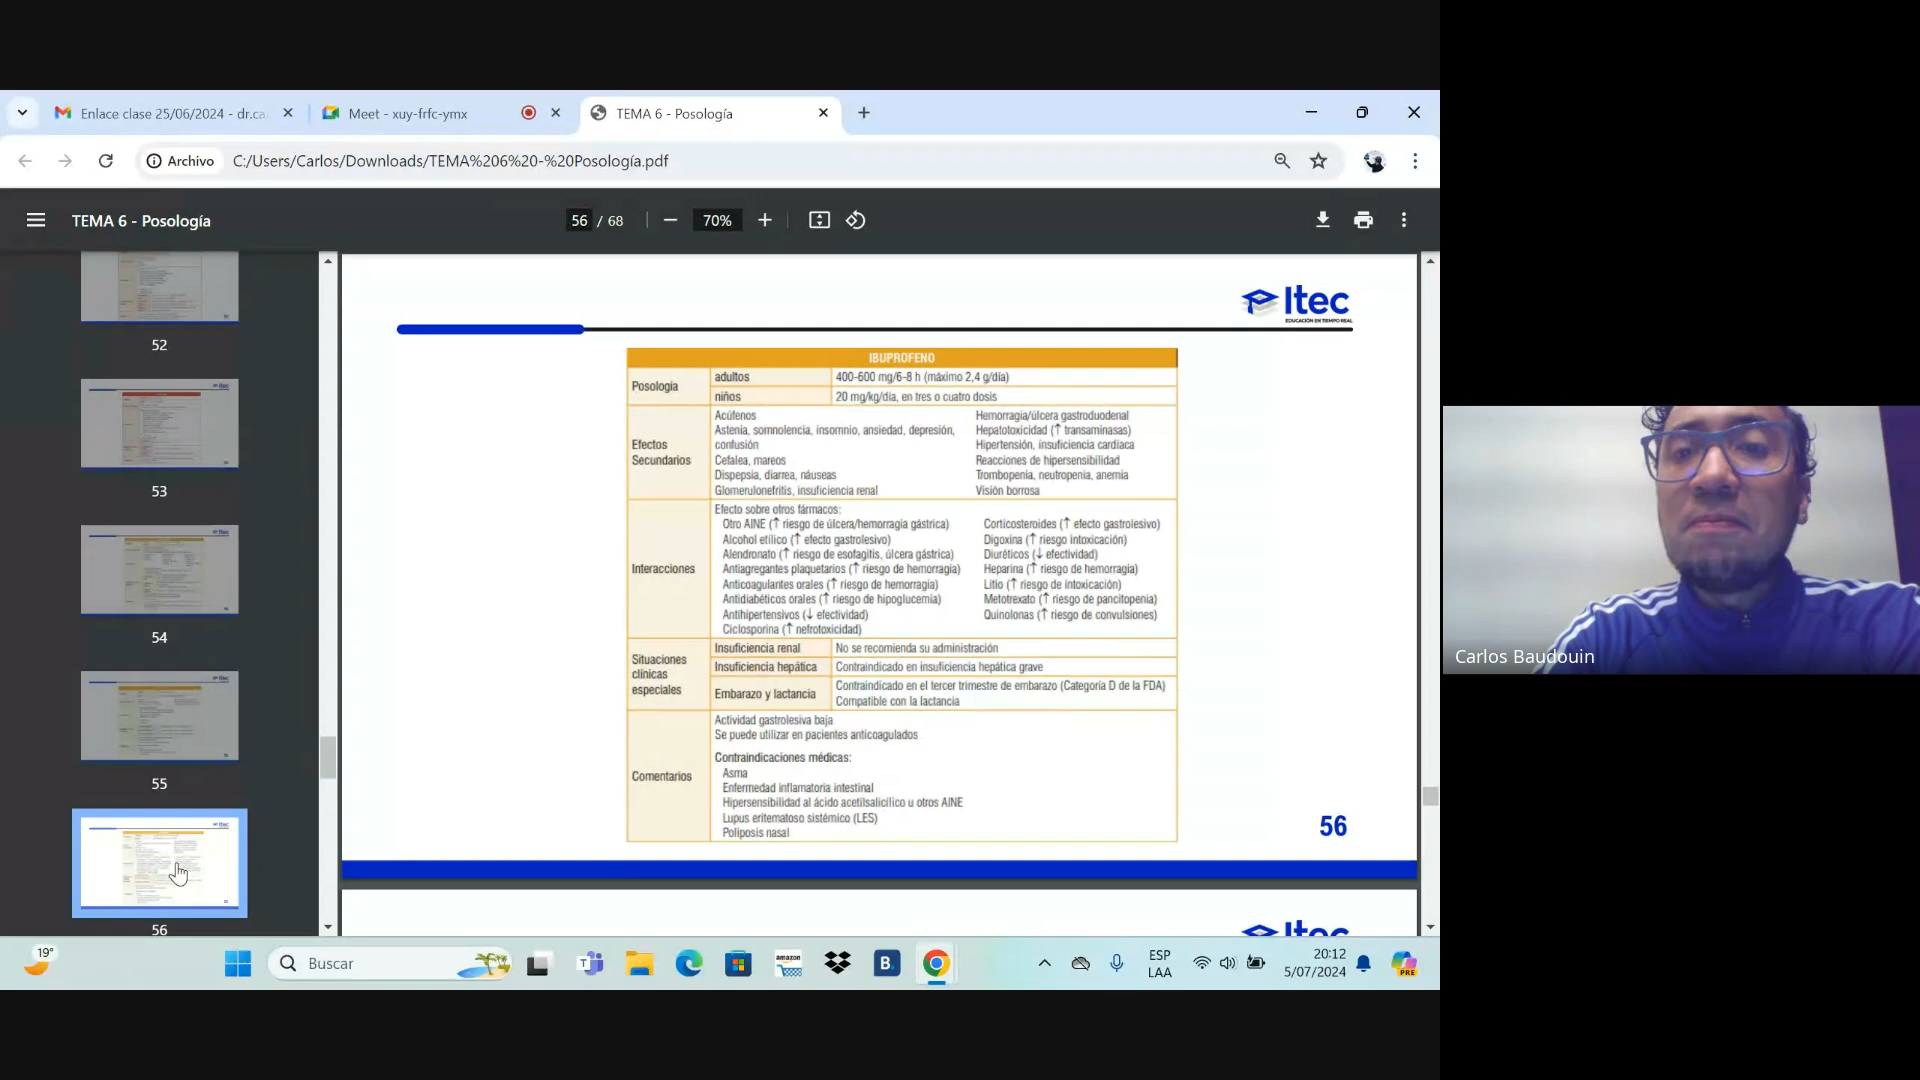 Enlace clase 25/06/2024 - dr.ca
Meet - xuy-frfc-ymx
TEMA 6 - Posología
Archivo
C:/Users/Carlos/Downloads/TEMA%206%20-%20Posología.pdf
TEMA 6 - Posología
56 / 68
70%
52
53
54
55
56
Itec
EDUCACIÓN EN TIEMPO REAL
IBUPROFENO
Posología
adultos
400-600 mg/6-8 h (máximo 2,4 g/día)
niños
20 mg/kg/día, en tres o cuatro dosis
Efectos
Secundarios
Acúfenos
Astenia, somnolencia, insomnio, ansiedad, depresión,
confusión
Cefalea, mareos
Dispepsia, diarrea, náuseas
Glomerulonefritis, insuficiencia renal
Hemorragia/úlcera gastroduodenal
Hepatotoxicidad (↑ transaminasas)
Hipertensión, insuficiencia cardíaca
Reacciones de hipersensibilidad
Trombopenia, neutropenia, anemia
Visión borrosa
Interacciones
Efecto sobre otros fármacos:
Otro AINE (↑ riesgo de úlcera/hemorragia gástrica)
Alcohol etílico (↑ efecto gastrolesivo)
Alendronato (↑ riesgo de esofagitis, úlcera gástrica)
Antiagregantes plaquetarios (↑ riesgo de hemorragia)
Anticoagulantes orales (↑ riesgo de hemorragia)
Antidiabéticos orales (↑ riesgo de hipoglucemia)
Antihipertensivos (↓ efectividad)
Ciclosporina (↑ nefrotoxicidad)
Corticosteroides (↑ efecto gastrolesivo)
Digoxina (↑ riesgo intoxicación)
Diuréticos (↓ efectividad)
Heparina (↑ riesgo de hemorragia)
Litio (↑ riesgo de intoxicación)
Metotrexato (↑ riesgo de pancitopenia)
Quinolonas (↑ riesgo de convulsiones)
Situaciones
clínicas
especiales
Insuficiencia renal
No se recomienda su administración
Insuficiencia hepática
Contraindicado en insuficiencia hepática grave
Embarazo y lactancia
Contraindicado en el tercer trimestre de embarazo (Categoría D de la FDA)
Compatible con la lactancia
Comentarios
Actividad gastrolesiva baja
Se puede utilizar en pacientes anticoagulados
Contraindicaciones médicas:
Asma
Enfermedad inflamatoria intestinal
Hipersensibilidad al ácido acetilsalicílico u otros AINE
Lupus eritematoso sistémico (LES)
Poliposis nasal
56
Itec
Carlos Baudouin
19°
Buscar
amazon
B.
ESP
LAA
20:12
5/07/2024
PRE